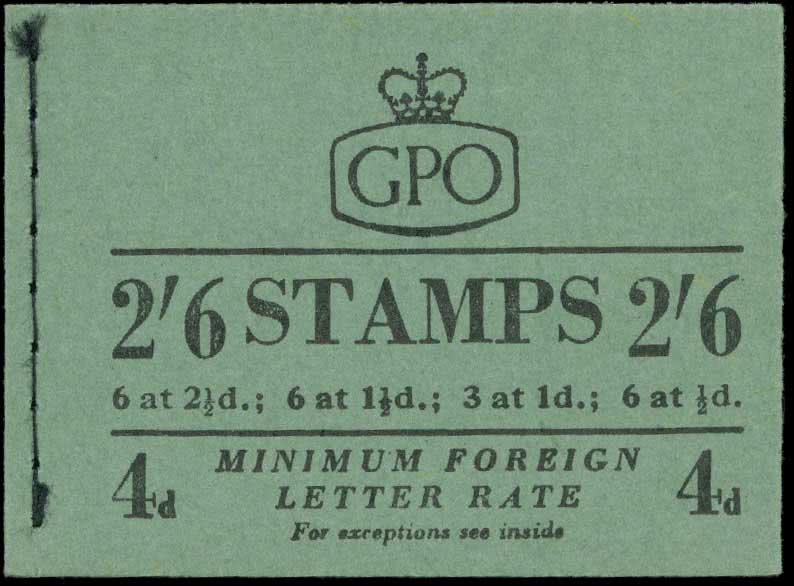 GPO
2'6 STAMPS 2'6
6 at 2½d.; 6 at 1½d.; 3 at 1d.; 6 at ½d.
4d MINIMUM FOREIGN LETTER RATE 4d
For exceptions see inside